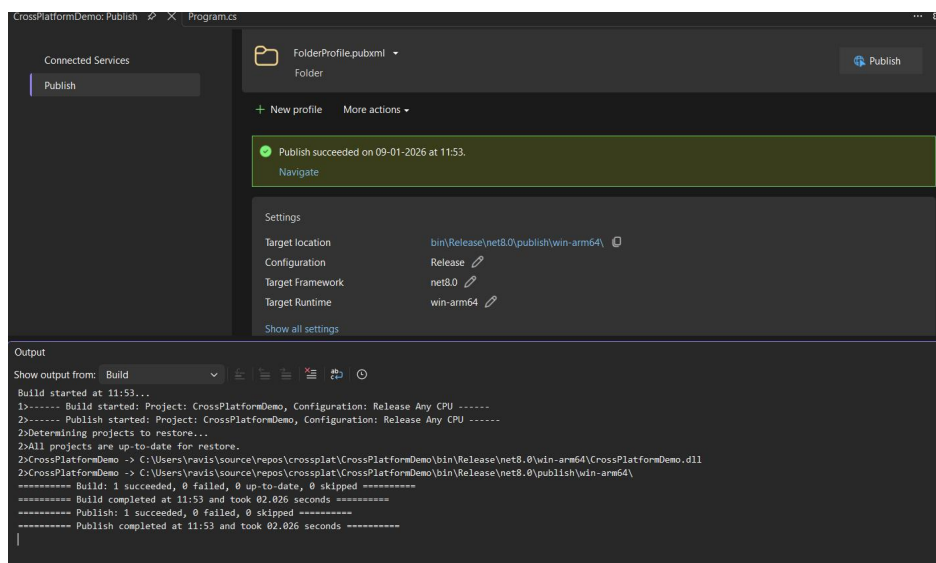 CrossPlatformDemo: Publish Program.cs
Connected Services
Publish
FolderProfile.pubxml
Folder
Publish
+ New profile More actions
Publish succeeded on 09-01-2026 at 11:53.
Navigate
Settings
Target location bin\Release\net8.0\publish\win-arm64\
Configuration Release
Target Framework net8.0
Target Runtime win-arm64
Show all settings
Output
Show output from: Build
Build started at 11:53...
1>------ Build started: Project: CrossPlatformDemo, Configuration: Release Any CPU ------
2>------ Publish started: Project: CrossPlatformDemo, Configuration: Release Any CPU ------
2>Determining projects to restore...
2>All projects are up-to-date for restore.
2>CrossPlatformDemo -> C:\Users\ravis\source\repos\crossplat\CrossPlatformDemo\bin\Release\net8.0\win-arm64\CrossPlatformDemo.dll
2>CrossPlatformDemo -> C:\Users\ravis\source\repos\crossplat\CrossPlatformDemo\bin\Release\net8.0\publish\win-arm64\
========== Build: 1 succeeded, 0 failed, 0 up-to-date, 0 skipped ==========
========== Build completed at 11:53 and took 02.026 seconds ==========
========== Publish: 1 succeeded, 0 failed, 0 skipped ==========
========== Publish completed at 11:53 and took 02.026 seconds ==========